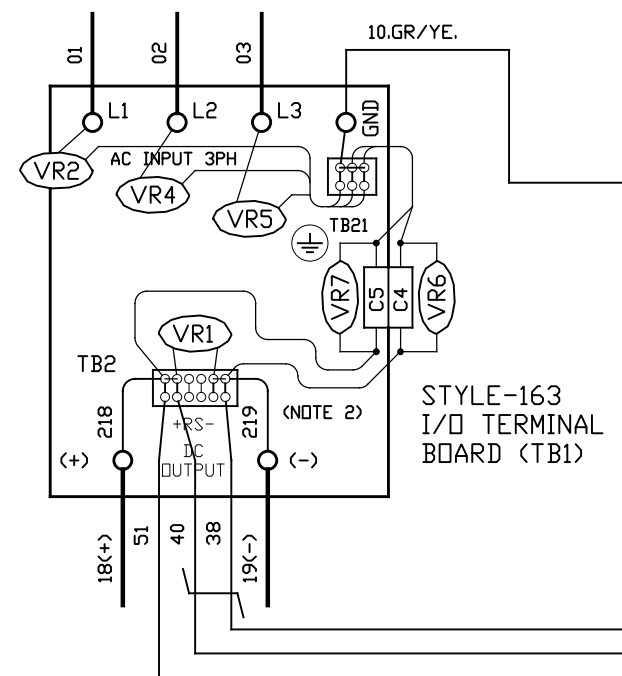 01
02
03
10.GR/YE.
L1
L2
L3
GND
AC INPUT 3PH
VR2
VR4
VR5
TB21
VR7
C5
C4
VR6
VR1
TB2
218
219
(NOTE 2)
+RS-
DC
OUTPUT
(+)
(-)
STYLE-163
I/O TERMINAL
BOARD (TB1)
18(+)
51
40
38
19(-)